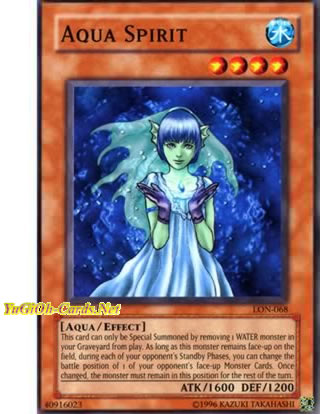 AQUA SPIRIT
水
LON-068
YuGiOh-Cards.Net
[AQUA/EFFECT]
This card can only be Special Summoned by removing 1 WATER monster in
your Graveyard from play. As long as this monster remains face-up on the
field, during each of your opponent's Standby Phases, you can change the
battle position of 1 of your opponent's face-up Monster Cards. Once
changed, the monster must remain in this position for the rest of the turn.
ATK/1600 DEF/1200
40916023
©1996 KAZUKI TAKAHASHI